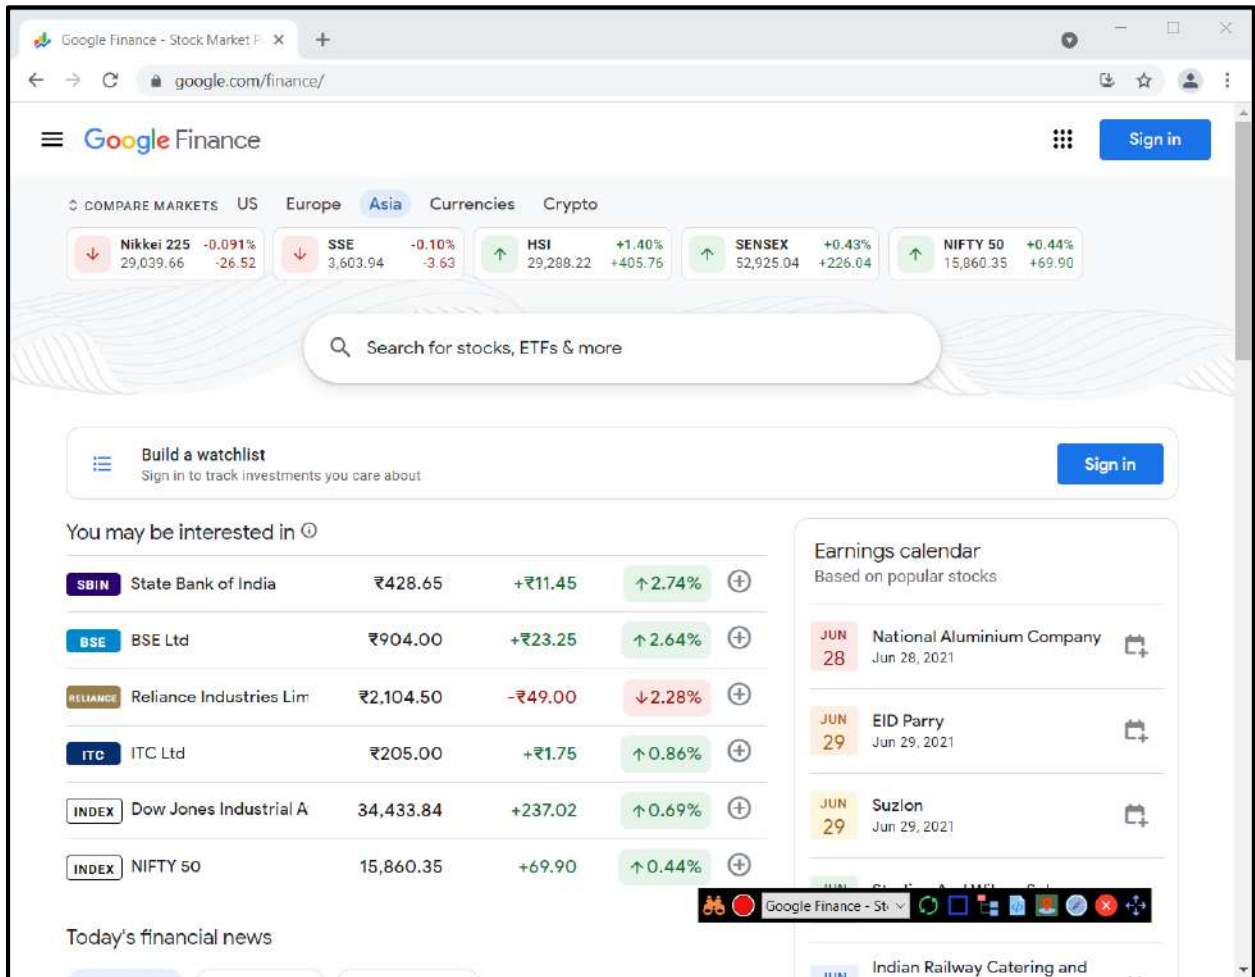 Google Finance - Stock Market P
google.com/finance/
Google Finance
Sign in
COMPARE MARKETS US Europe Asia Currencies Crypto
Nikkei 225 -0.091% SSE -0.10% HSI +1.40% SENSEX +0.43% NIFTY 50 +0.44%
29,039.66 -26.52 3,603.94 -3.63 29,288.22 +405.76 52,925.04 +226.04 15,860.35 +69.90
Search for stocks, ETFs & more
Build a watchlist
Sign in to track investments you care about
Sign in
You may be interested in
SBIN State Bank of India ₹428.65 +₹11.45 ↑2.74%
BSE BSE Ltd ₹904.00 +₹23.25 ↑2.64%
RELIANCE Reliance Industries Lim ₹2,104.50 -₹49.00 ↓2.28%
ITC ITC Ltd ₹205.00 +₹1.75 ↑0.86%
INDEX Dow Jones Industrial A 34,433.84 +237.02 ↑0.69%
INDEX NIFTY 50 15,860.35 +69.90 ↑0.44%
Earnings calendar
Based on popular stocks
JUN National Aluminium Company
28 Jun 28, 2021
JUN EID Parry
29 Jun 29, 2021
JUN Suzlon
29 Jun 29, 2021
Google Finance - St
Today's financial news
Indian Railway Catering and
JUN